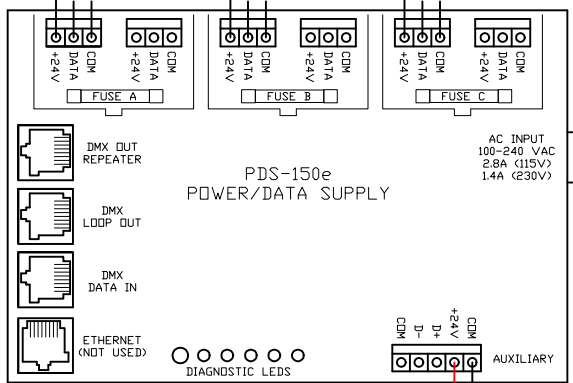 +24V DATA COM +24V DATA COM
+24V DATA COM +24V DATA COM
+24V DATA COM +24V DATA COM
FUSE A
FUSE B
FUSE C
DMX OUT
REPEATER
AC INPUT
100-240 VAC
2.8A (115V)
1.4A (230V)
PDS-150e
POWER/DATA SUPPLY
DMX
LOOP OUT
DMX
DATA IN
ETHERNET
(NOT USED)
DIAGNOSTIC LEDS
COM D- D+ +24V COM
AUXILIARY